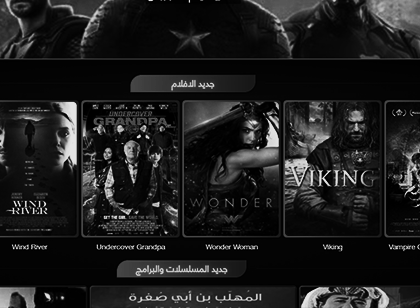 جديد الافلام
WIND
RIVER
UNDERCOVER
GRANDPA
GET THE GIRL. SAVE THE WORLD.
WONDER
VIKING
Wind River
Undercover Grandpa
Wonder Woman
Viking
Vampire C
جديد المسلسلات والبرامج
المهلب بن أبي صفرة